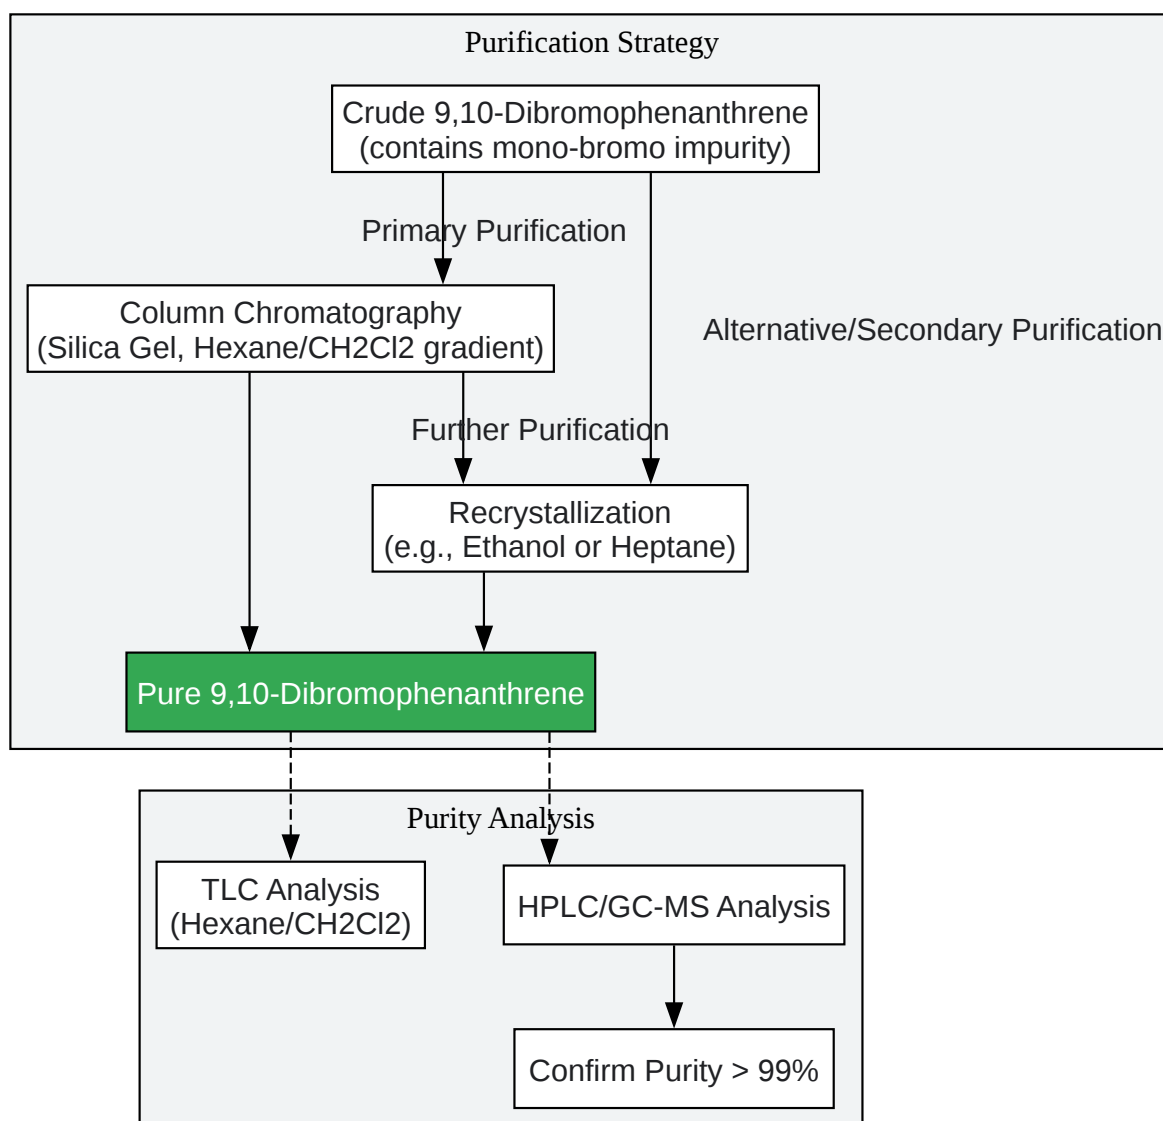 Purification Strategy
Crude 9,10-Dibromophenanthrene
(contains mono-bromo impurity)
Primary Purification
Column Chromatography
(Silica Gel, Hexane/CH2Cl2 gradient)
Alternative/Secondary Purification
Further Purification
Recrystallization
(e.g., Ethanol or Heptane)
Pure 9,10-Dibromophenanthrene
Purity Analysis
TLC Analysis
(Hexane/CH2Cl2)
HPLC/GC-MS Analysis
Confirm Purity > 99%